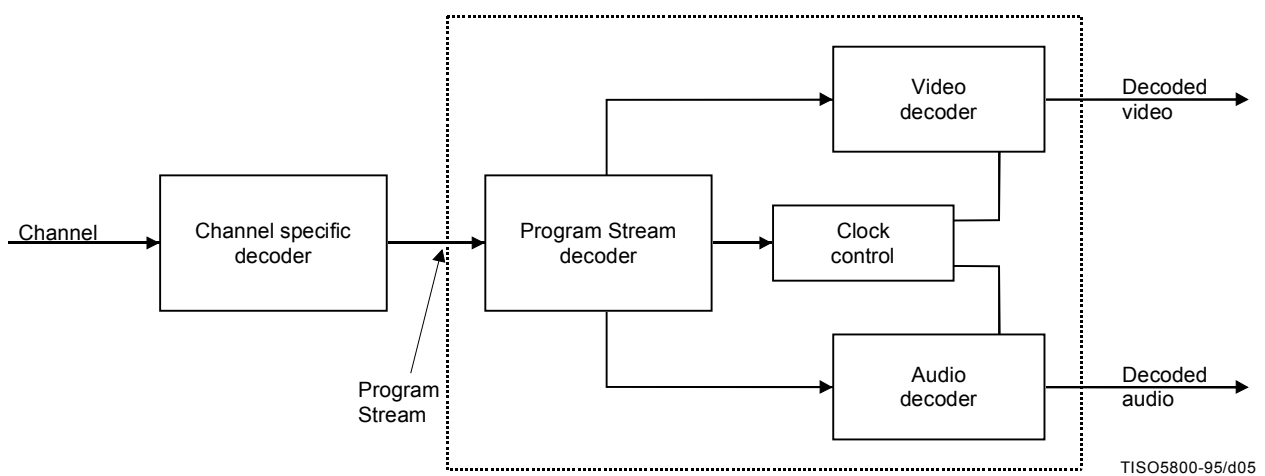 Channel
Channel specific
decoder
Program
Stream
Program Stream
decoder
Clock
control
Video
decoder
Decoded
video
Audio
decoder
Decoded
audio
TISO5800-95/d05